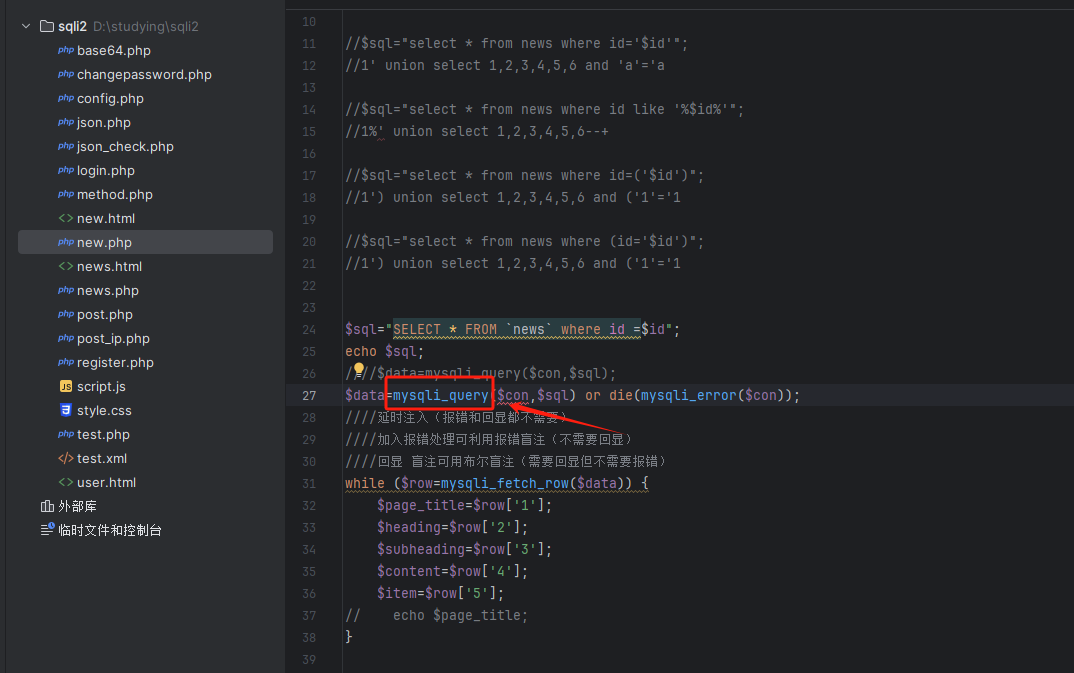 sqli2 D:\studying\sqli2
base64.php
changepassword.php
config.php
json.php
json_check.php
login.php
method.php
new.html
new.php
news.html
news.php
post.php
post_ip.php
register.php
script.js
style.css
test.php
test.xml
user.html
外部库
临时文件和控制台
10
11 //$sql="select * from news where id='$id'";
12 //1' union select 1,2,3,4,5,6 and 'a'='a
13
14 //$sql="select * from news where id like '%$id%'";
15 //1%' union select 1,2,3,4,5,6--+
16
17 //$sql="select * from news where id=('$id')";
18 //1') union select 1,2,3,4,5,6 and ('1'='1
19
20 //$sql="select * from news where (id='$id')";
21 //1') union select 1,2,3,4,5,6 and ('1'='1
22
23
24 $sql="SELECT * FROM `news` where id =$id";
25 echo $sql;
26 ////$data=mysqli_query($con,$sql);
27 $data=mysqli_query($con,$sql) or die(mysqli_error($con));
28 ////延时注入（报错和回显都不需要）
29 ////加入报错处理可利用报错盲注（不需要回显）
30 ////回显 盲注可用布尔盲注（需要回显但不需要报错）
31 while ($row=mysqli_fetch_row($data)) {
32 $page_title=$row['1'];
33 $heading=$row['2'];
34 $subheading=$row['3'];
35 $content=$row['4'];
36 $item=$row['5'];
37 // echo $page_title;
38 }
39